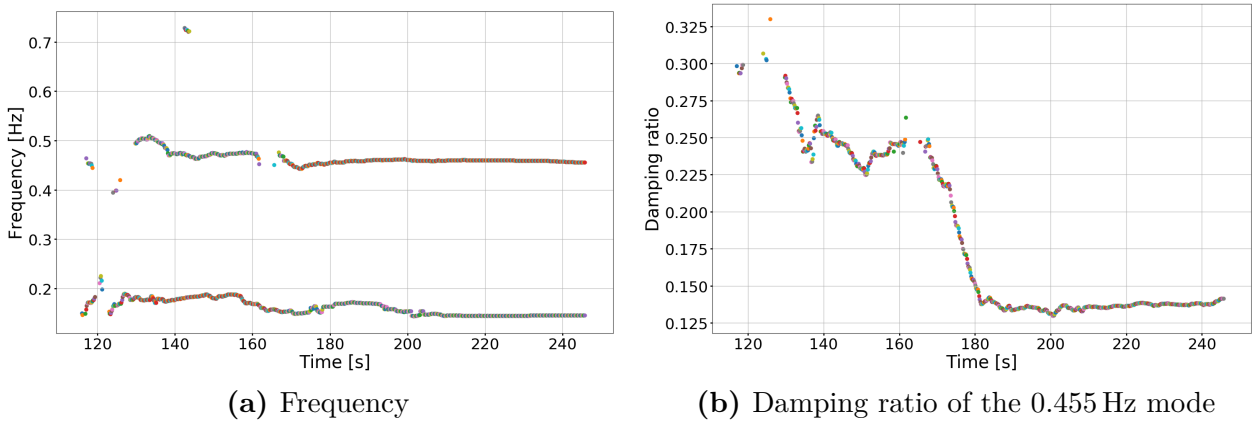 0.7
0.6
0.5
0.4
0.3
0.2
Frequency [Hz]
120 140 160 180 200 220 240
Time [s]
(a) Frequency
0.325
0.300
0.275
0.250
0.225
0.200
0.175
0.150
0.125
Damping ratio
120 140 160 180 200 220 240
Time [s]
(b) Damping ratio of the 0.455 Hz mode